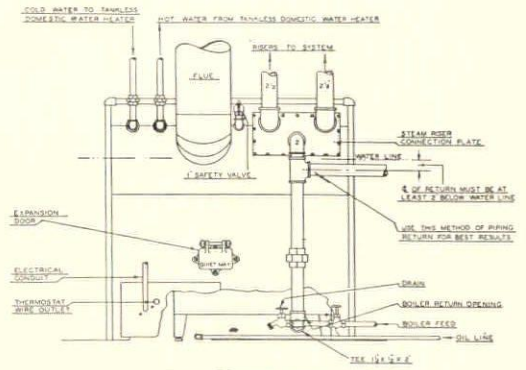 COLD WATER TO TANKLESS
DOMESTIC WATER HEATER
HOT WATER FROM TANKLESS DOMESTIC WATER HEATER
RISERS TO SYSTEM
FLUE
2½"
2½"
2
STEAM RISER
CONNECTION PLATE
WATER LINE
1" SAFETY VALVE
℄ OF RETURN MUST BE AT
LEAST 2 BELOW WATER LINE
USE THIS METHOD OF PIPING
RETURN FOR BEST RESULTS
EXPANSION
DOOR
QUIET MAY
ELECTRICAL
CONDUIT
THERMOSTAT
WIRE OUTLET
DRAIN
BOILER RETURN OPENING
BOILER FEED
OIL LINE
TEE